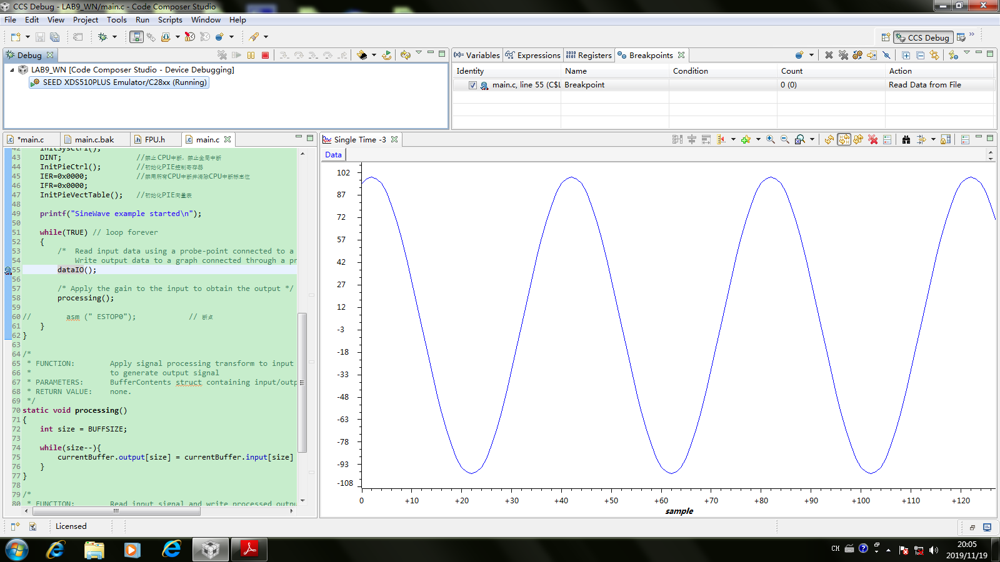 CCS Debug - LAB9_WN/main.c - Code Composer Studio
File Edit View Project Tools Run Scripts Window Help
CCS Debug
Debug
LAB9_WN [Code Composer Studio - Device Debugging]
SEED XDS510PLUS Emulator/C28xx (Running)
(x)= Variables Expressions Registers Breakpoints
Identity Name Condition Count Action
main.c, line 55 (C$L Breakpoint 0 (0) Read Data from File
*main.c main.c.bak FPU.h main.c
42 InitSysCtrl();
43 DINT; //禁止CPU中断，禁止全局中断
44 InitPieCtrl(); //初始化PIE控制寄存器
45 IER=0x0000; //禁用所有CPU中断并清除CPU中断标志位
46 IFR=0x0000;
47 InitPieVectTable(); //初始化PIE向量表
48
49 printf("SineWave example started\n");
50
51 while(TRUE) // loop forever
52 {
53 /* Read input data using a probe-point connected to a
54 Write output data to a graph connected through a pr
55 dataIO();
56
57 /* Apply the gain to the input to obtain the output */
58 processing();
59
60 // asm (" ESTOP0"); // 断点
61 }
62 }
63
64 /*
65 * FUNCTION: Apply signal processing transform to input
66 * to generate output signal
67 * PARAMETERS: BufferContents struct containing input/outp
68 * RETURN VALUE: none.
69 */
70 static void processing()
71 {
72 int size = BUFFSIZE;
73
74 while(size--){
75 currentBuffer.output[size] = currentBuffer.input[size]
76 }
77 }
78
79 /*
80 * FUNCTION: Read input signal and write processed outpu
Single Time -3
Data
102
87
72
57
42
27
12
-3
-18
-33
-48
-63
-78
-93
-108
0 +10 +20 +30 +40 +50 +60 +70 +80 +90 +100 +110 +120
sample
Licensed
CH
20:05
2019/11/19